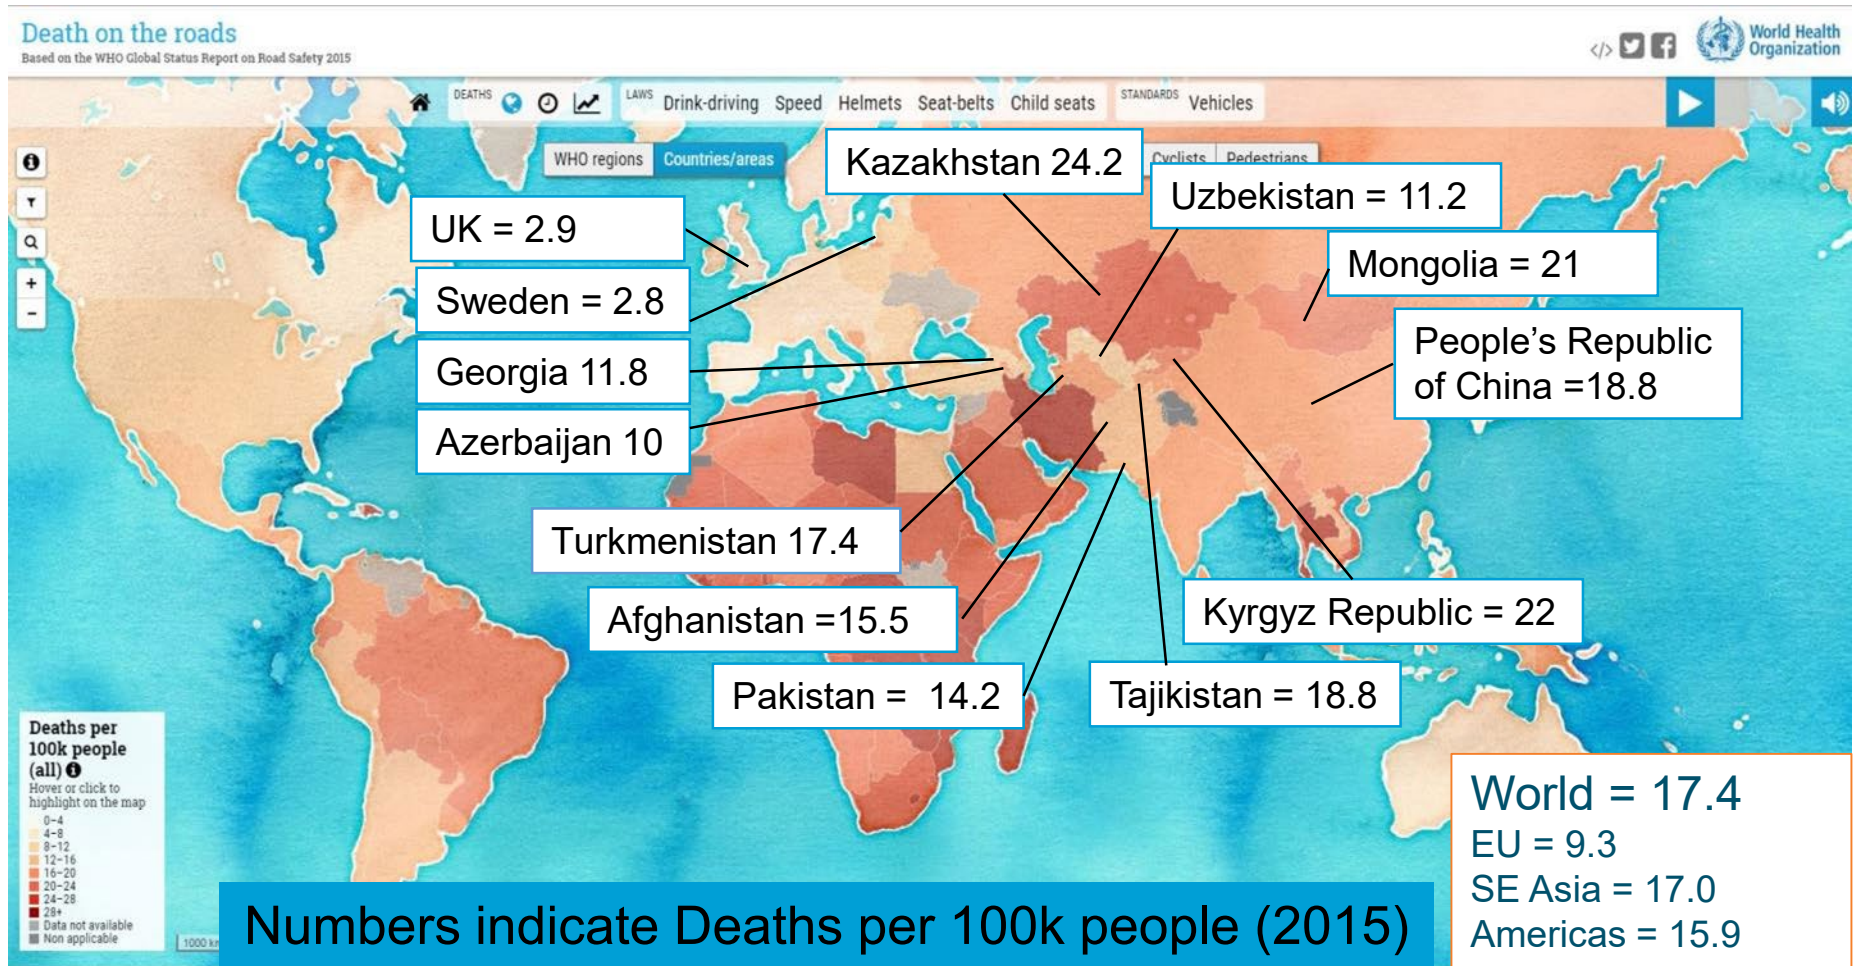 Death on the roads
Based on the WHO Global Status Report on Road Safety 2015
World Health
Organization
DEATHS
LAWS Drink-driving Speed Helmets Seat-belts Child seats
STANDARDS Vehicles
WHO regions Countries/areas
Cyclists Pedestrians
Kazakhstan 24.2
Uzbekistan = 11.2
UK = 2.9
Mongolia = 21
Sweden = 2.8
People’s Republic
of China =18.8
Georgia 11.8
Azerbaijan 10
Turkmenistan 17.4
Afghanistan =15.5
Kyrgyz Republic = 22
Pakistan = 14.2
Tajikistan = 18.8
Deaths per
100k people
(all)
Hover or click to
highlight on the map
0-4
4-8
8-12
12-16
16-20
20-24
24-28
28+
Data not available
Non applicable
1000 km
World = 17.4
EU = 9.3
SE Asia = 17.0
Americas = 15.9
Numbers indicate Deaths per 100k people (2015)